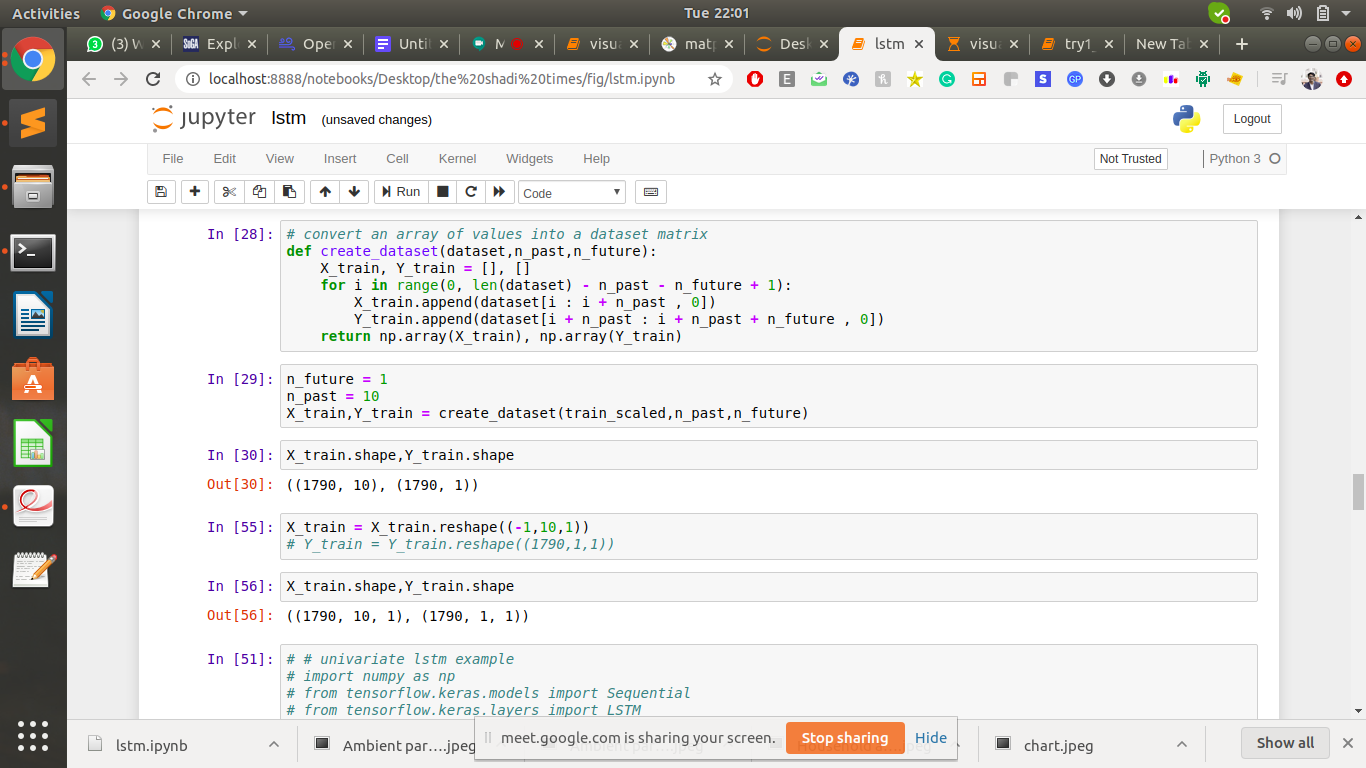 Activities Google Chrome Tue 22:01
(3) W Expl Ope Unti M visu mat Desk lstm visu try1_ New Tab
localhost:8888/notebooks/Desktop/the%20shadi%20times/fig/lstm.ipynb
jupyter lstm (unsaved changes) Logout
File Edit View Insert Cell Kernel Widgets Help Not Trusted Python 3
Run Code
In [28]: # convert an array of values into a dataset matrix
def create_dataset(dataset,n_past,n_future):
X_train, Y_train = [], []
for i in range(0, len(dataset) - n_past - n_future + 1):
X_train.append(dataset[i : i + n_past , 0])
Y_train.append(dataset[i + n_past : i + n_past + n_future , 0])
return np.array(X_train), np.array(Y_train)
In [29]: n_future = 1
n_past = 10
X_train,Y_train = create_dataset(train_scaled,n_past,n_future)
In [30]: X_train.shape,Y_train.shape
Out[30]: ((1790, 10), (1790, 1))
In [55]: X_train = X_train.reshape((-1,10,1))
# Y_train = Y_train.reshape((1790,1,1))
In [56]: X_train.shape,Y_train.shape
Out[56]: ((1790, 10, 1), (1790, 1, 1))
In [51]: # # univariate lstm example
# import numpy as np
# from tensorflow.keras.models import Sequential
# from tensorflow.keras.layers import LSTM
meet.google.com is sharing your screen. Stop sharing Hide
lstm.ipynb Ambient par....jpeg chart.jpeg Show all